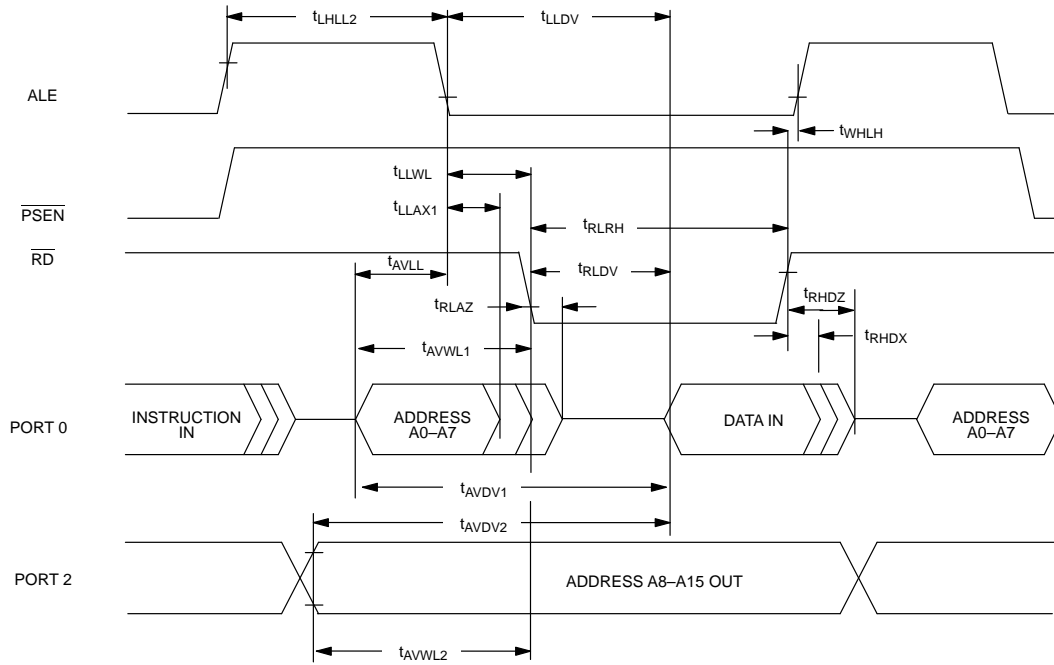 tLHLL2
tLLDV
ALE
tWHLH
tLLWL
PSEN
tLLAX1
tRLRH
RD
tAVLL
tRLDV
tRLAZ
tRHDZ
tRHDX
tAVWL1
PORT 0
INSTRUCTION
IN
ADDRESS
A0–A7
DATA IN
ADDRESS
A0–A7
tAVDV1
tAVDV2
PORT 2
ADDRESS A8–A15 OUT
tAVWL2